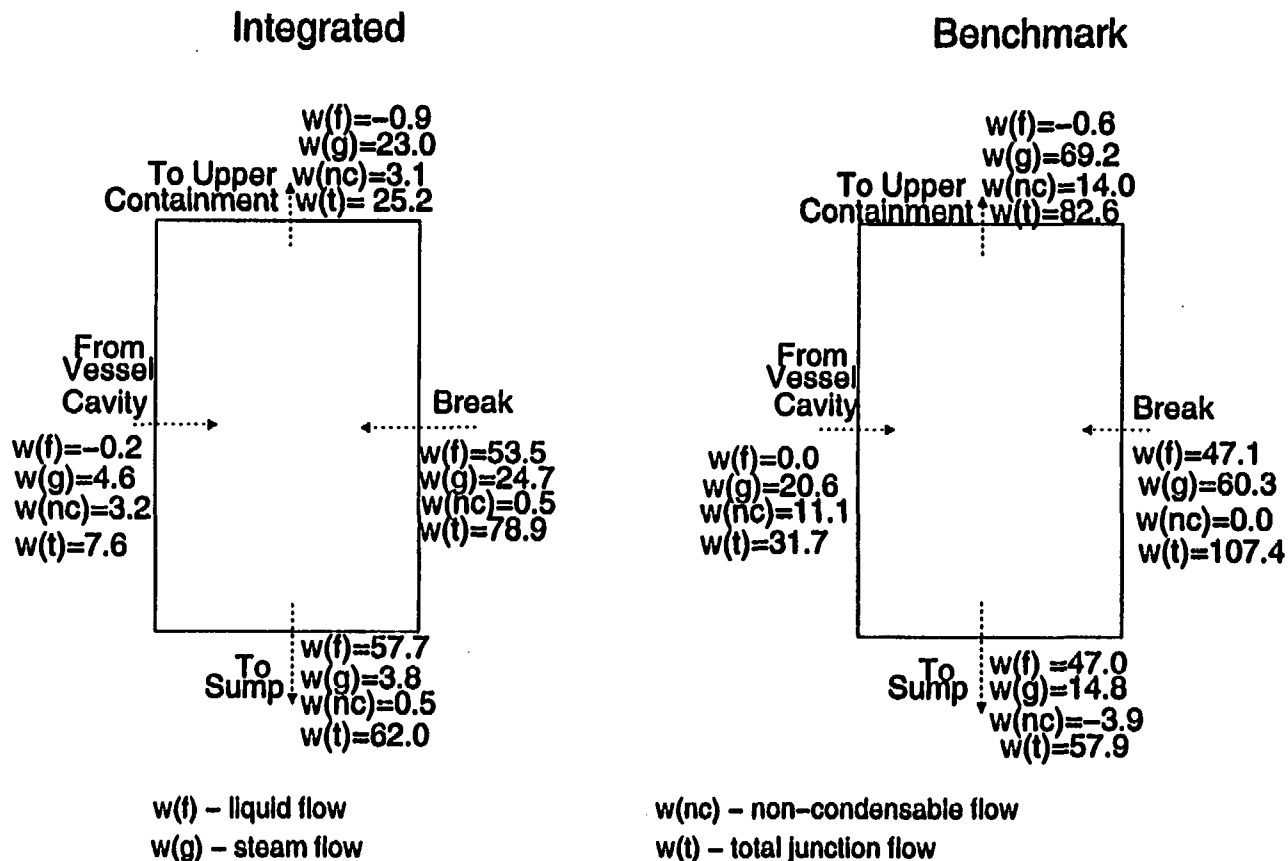 Integrated
w(f)=−0.9
w(g)=23.0
To Upper w(nc)=3.1
Containment w(t)= 25.2
From
Vessel
Cavity
w(f)=−0.2
w(g)=4.6
w(nc)=3.2
w(t)=7.6
Break
w(f)=53.5
w(g)=24.7
w(nc)=0.5
w(t)=78.9
To
Sump
w(f)=57.7
w(g)=3.8
w(nc)=0.5
w(t)=62.0
Benchmark
w(f)=−0.6
w(g)=69.2
To Upper w(nc)=14.0
Containment w(t)=82.6
From
Vessel
Cavity
w(f)=0.0
w(g)=20.6
w(nc)=11.1
w(t)=31.7
Break
w(f)=47.1
w(g)=60.3
w(nc)=0.0
w(t)=107.4
To
Sump
w(f) =47.0
w(g)=14.8
w(nc)=−3.9
w(t)=57.9
w(f) – liquid flow
w(g) – steam flow
w(nc) – non–condensable flow
w(t) – total junction flow